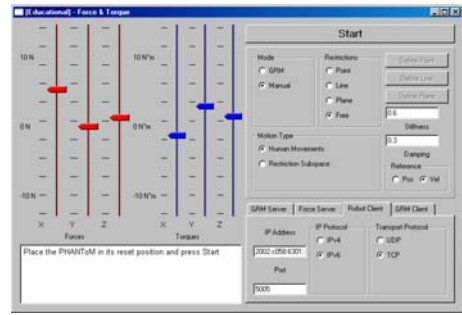 [Educational] - Force & Torque
10 N
10 N*m
0 N
0 N*m
-10 N
-10 N*m
X Y Z X Y Z
Forces
Torques
Place the PHANToM in its reset position and press Start
Start
Mode
GRM
Manual
Restrictions
Point
Line
Plane
Free
Define Point
Define Line
Define Plane
0.6
Stiffness
0.3
Damping
Motion Type
Human Movements
Restriction Subspace
Reference
Pos Vel
GRM Server Force Server Robot Client GRM Client
IP Address
2002:c058:6301:
Port
5005
IP Protocol
IPv4
IPv6
Transport Protocol
UDP
TCP